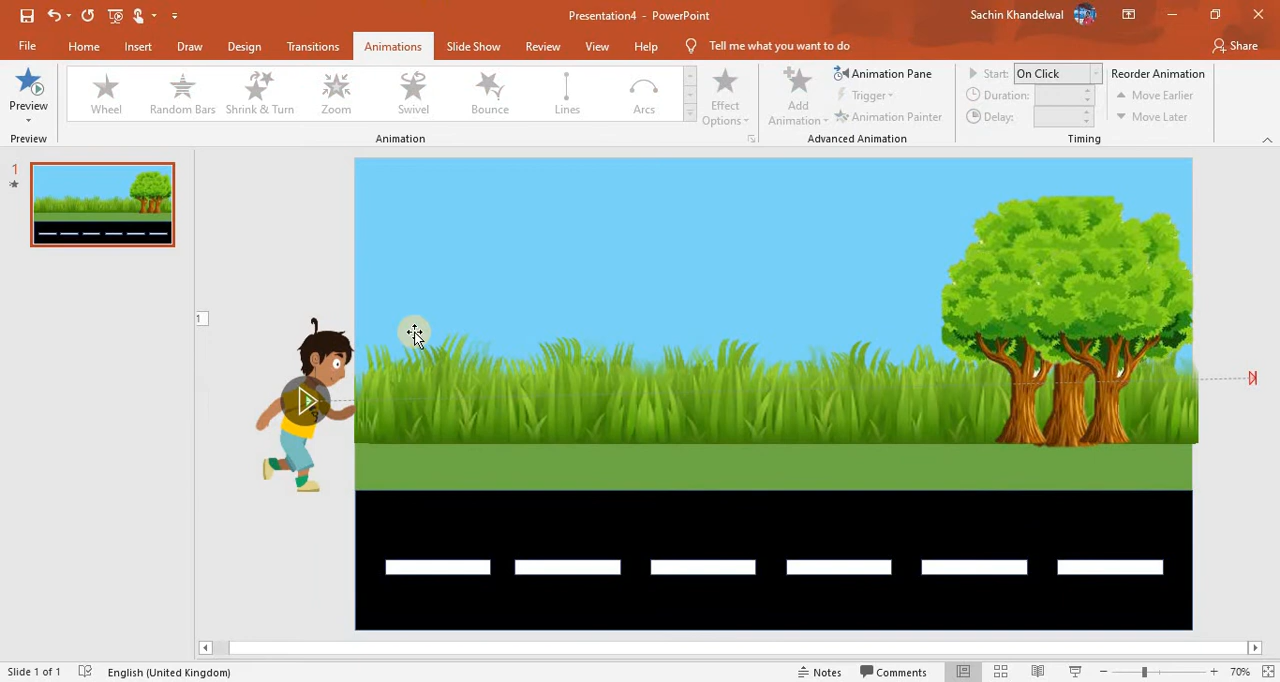 Presentation4 - PowerPoint
Sachin Khandelwal
File Home Insert Draw Design Transitions Animations Slide Show Review View Help Tell me what you want to do Share
Preview
Wheel Random Bars Shrink & Turn Zoom Swivel Bounce Lines Arcs
Effect Options
Add Animation
Animation Pane
Trigger
Animation Painter
Start: On Click
Duration:
Delay:
Reorder Animation
Move Earlier
Move Later
Preview Animation Advanced Animation Timing
1
1
Slide 1 of 1 English (United Kingdom) Notes Comments 70%